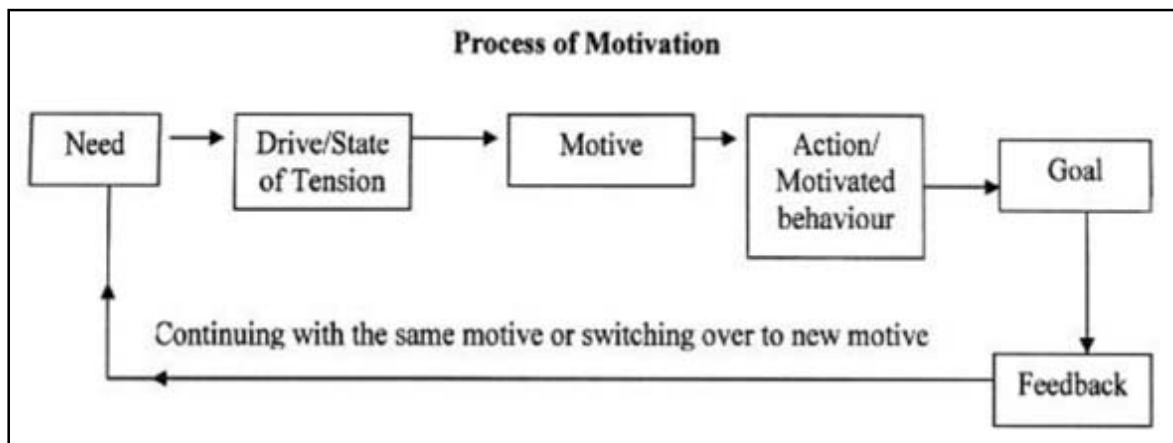 Process of Motivation
Need
Drive/State
of Tension
Motive
Action/
Motivated
behaviour
Goal
Continuing with the same motive or switching over to new motive
Feedback